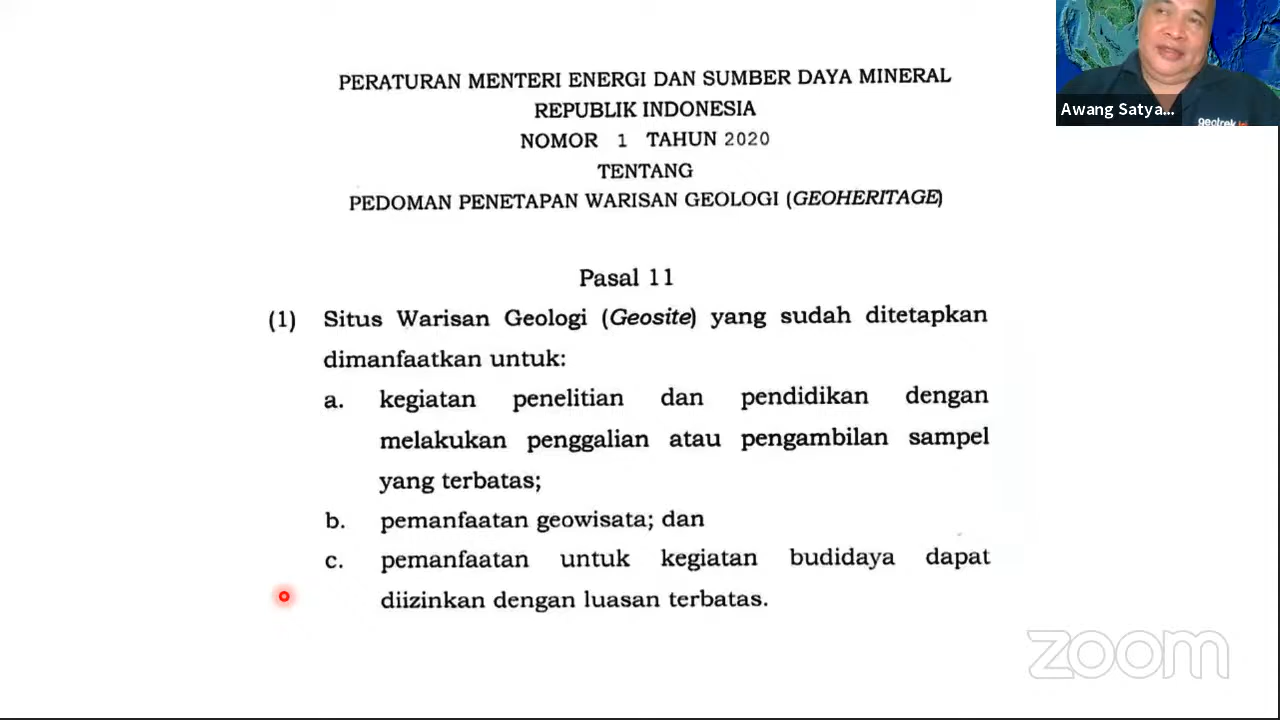 PERATURAN MENTERI ENERGI DAN SUMBER DAYA MINERAL
REPUBLIK INDONESIA
NOMOR 1 TAHUN 2020
TENTANG
PEDOMAN PENETAPAN WARISAN GEOLOGI (GEOHERITAGE)
Awang Satya...
Pasal 11
(1) Situs Warisan Geologi (Geosite) yang sudah ditetapkan
dimanfaatkan untuk:
a. kegiatan penelitian dan pendidikan dengan
melakukan penggalian atau pengambilan sampel
yang terbatas;
b. pemanfaatan geowisata; dan
c. pemanfaatan untuk kegiatan budidaya dapat
diizinkan dengan luasan terbatas.
zoom